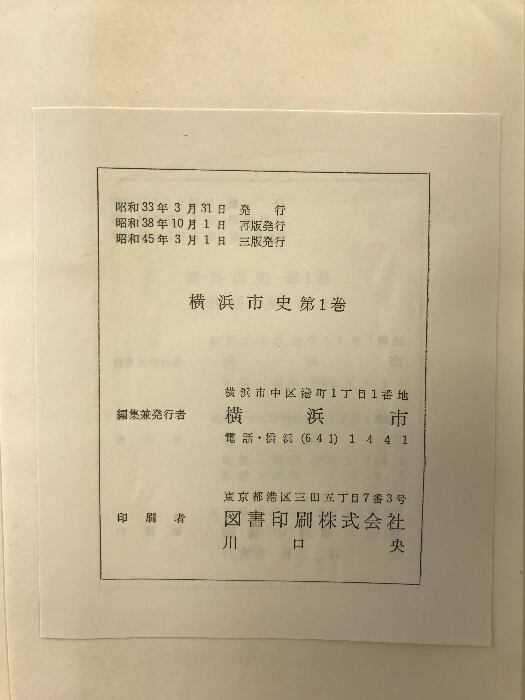 昭和33年3月31日 発行
昭和38年10月1日 再版発行
昭和45年3月1日 三版発行
横浜市史 第1巻
横浜市中区港町1丁目1番地
編集兼発行者 横浜市
電話・横浜(641)1441
東京都港区三田五丁目7番3号
印刷者 図書印刷株式会社
川口央